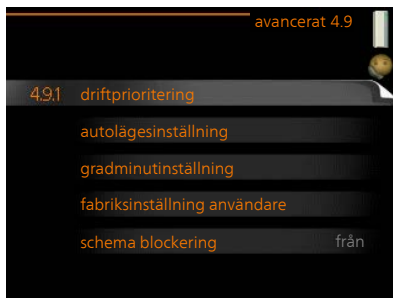 avancerat 4.9
4.9.1 driftprioritering
autolägesinställning
gradminutinställning
fabriksinställning användare
schema blockering från